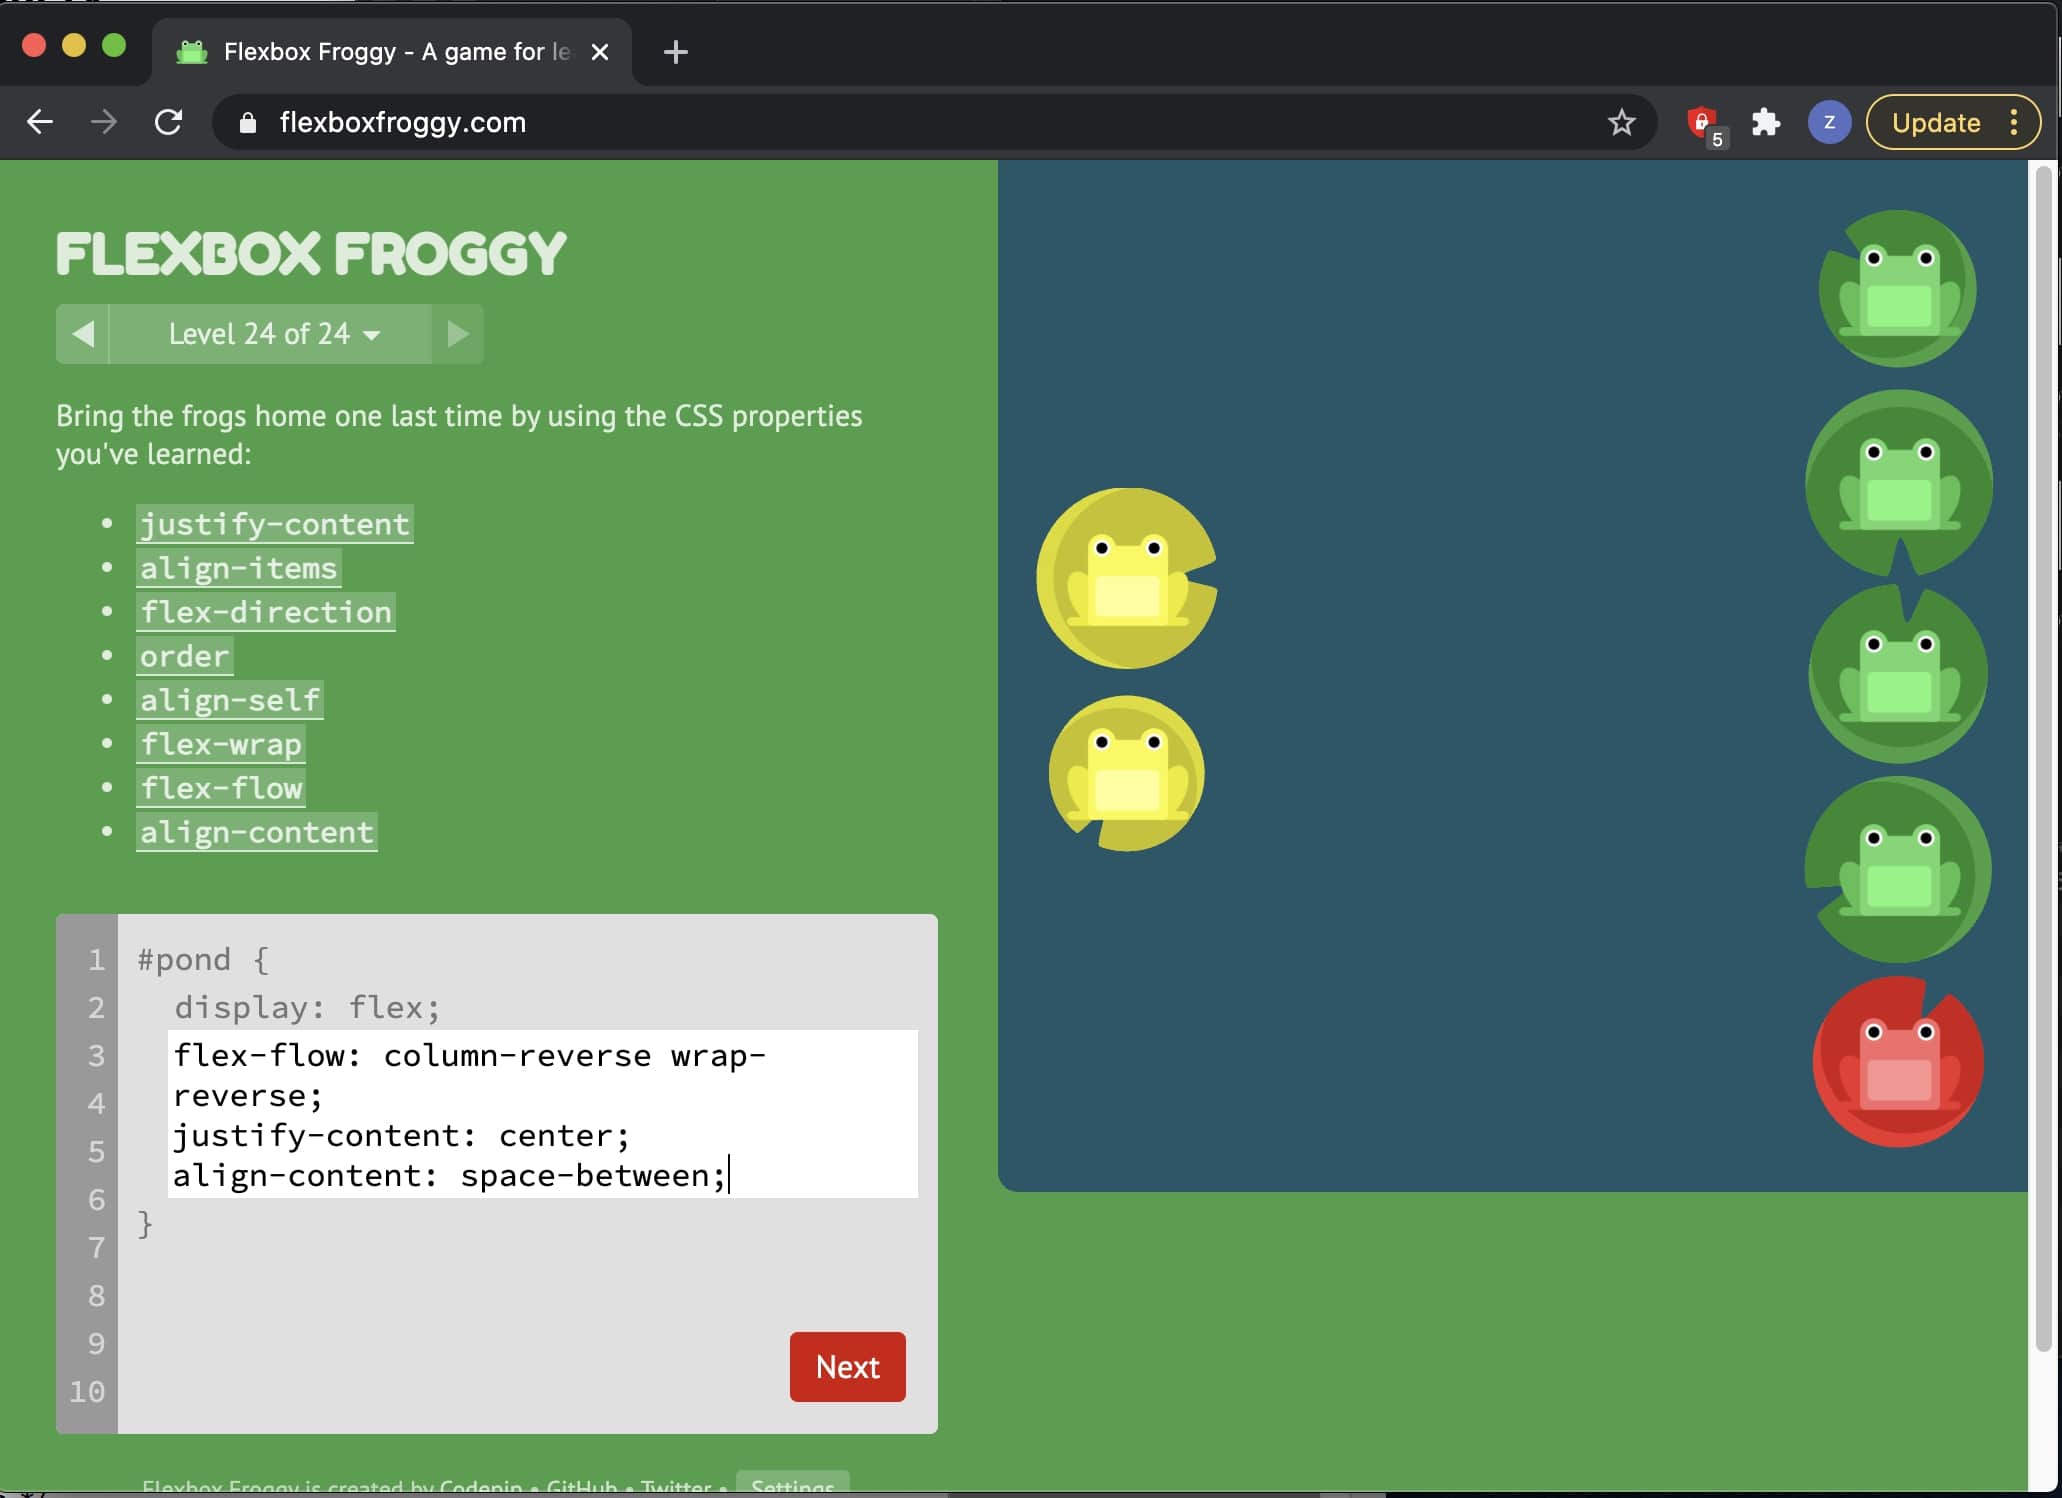 Flexbox Froggy - A game for le
flexboxfroggy.com
5
Z
Update
FLEXBOX FROGGY
Level 24 of 24
Bring the frogs home one last time by using the CSS properties
you've learned:
• justify-content
• align-items
• flex-direction
• order
• align-self
• flex-wrap
• flex-flow
• align-content
1
2
3
4
5
6
7
8
9
10
#pond {
display: flex;
flex-flow: column-reverse wrap-
reverse;
justify-content: center;
align-content: space-between;
}
Next
Flexbox Froggy is created by Codepip • GitHub • Twitter • Settings